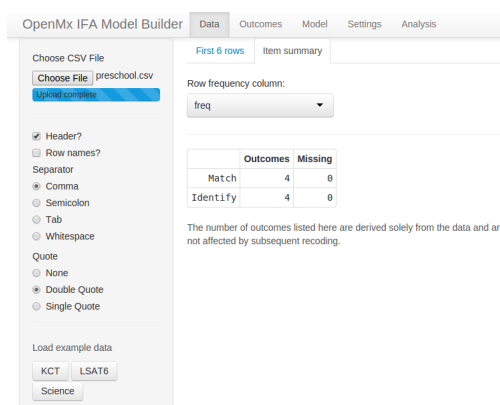 OpenMx IFA Model Builder Data Outcomes Model Settings Analysis
Choose CSV File
Choose File preschool.csv
Upload complete
Header?
Row names?
Separator
Comma
Semicolon
Tab
Whitespace
Quote
None
Double Quote
Single Quote
Load example data
KCT LSAT6
Science
First 6 rows Item summary
Row frequency column:
freq
Outcomes Missing
Match 4 0
Identify 4 0
The number of outcomes listed here are derived solely from the data and ar
not affected by subsequent recoding.